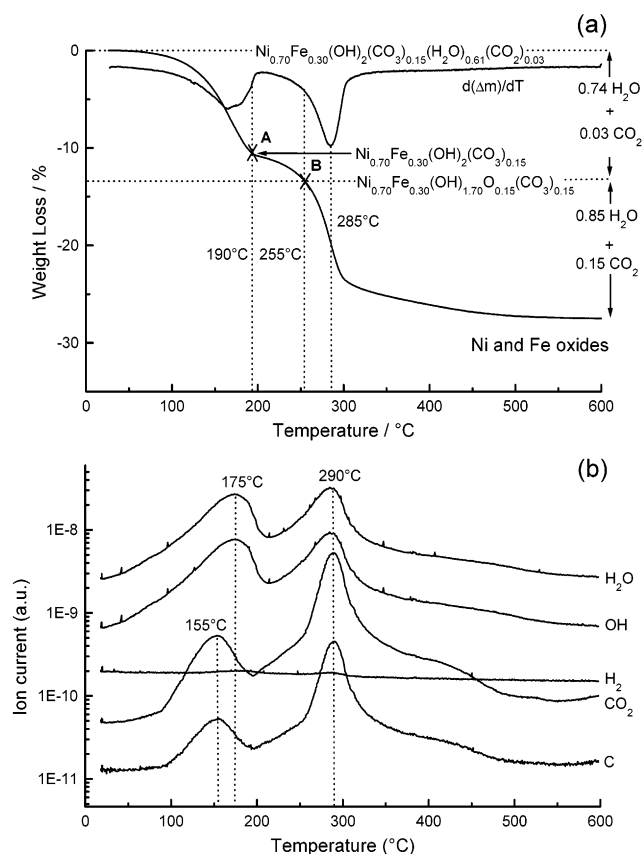 (a)
Ni0.70Fe0.30(OH)2(CO3)0.15(H2O)0.61(CO2)0.03
d(Δm)/dT
0.74 H2O
+
0.03 CO2
A
Ni0.70Fe0.30(OH)2(CO3)0.15
B
Ni0.70Fe0.30(OH)1.70O0.15(CO3)0.15
0.85 H2O
+
0.15 CO2
190°C
255°C
285°C
Ni and Fe oxides
Weight Loss / %
0
-10
-20
-30
0 100 200 300 400 500 600
Temperature / °C
(b)
175°C
290°C
155°C
H2O
OH
H2
CO2
C
Ion current (a.u.)
1E-8
1E-9
1E-10
1E-11
0 100 200 300 400 500 600
Temperature (°C)